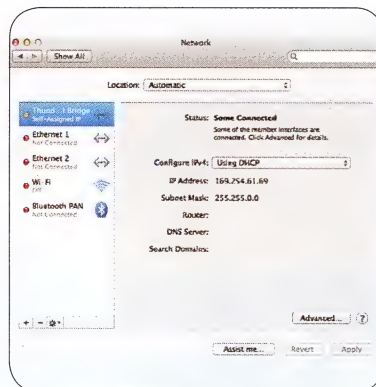 Network
Show All
Location: Automatic
Thund...t Bridge
Self-Assigned IP
Ethernet 1
Not Connected
Ethernet 2
Not Connected
Wi-Fi
Off
Bluetooth PAN
Not Connected
Status: Some Connected
Some of the member interfaces are
connected. Click Advanced for details.
Configure IPv4: Using DHCP
IP Address: 169.254.61.69
Subnet Mask: 255.255.0.0
Router:
DNS Server:
Search Domains:
+ −
Advanced... ?
Assist me... Revert Apply